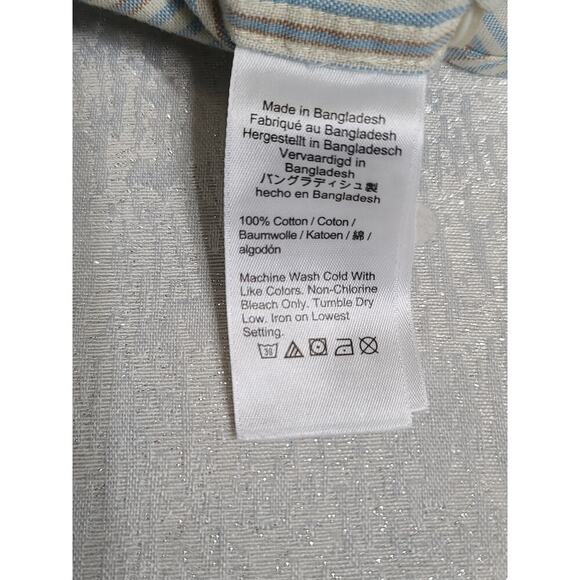 Made in Bangladesh
Fabriqué au Bangladesh
Hergestellt in Bangladesch
Vervaardigd in
Bangladesh
バングラディシュ製
hecho en Bangladesh
100% Cotton / Coton /
Baumwolle / Katoen / 綿 /
algodón
Machine Wash Cold With
Like Colors. Non-Chlorine
Bleach Only. Tumble Dry
Low. Iron on Lowest
Setting.
30